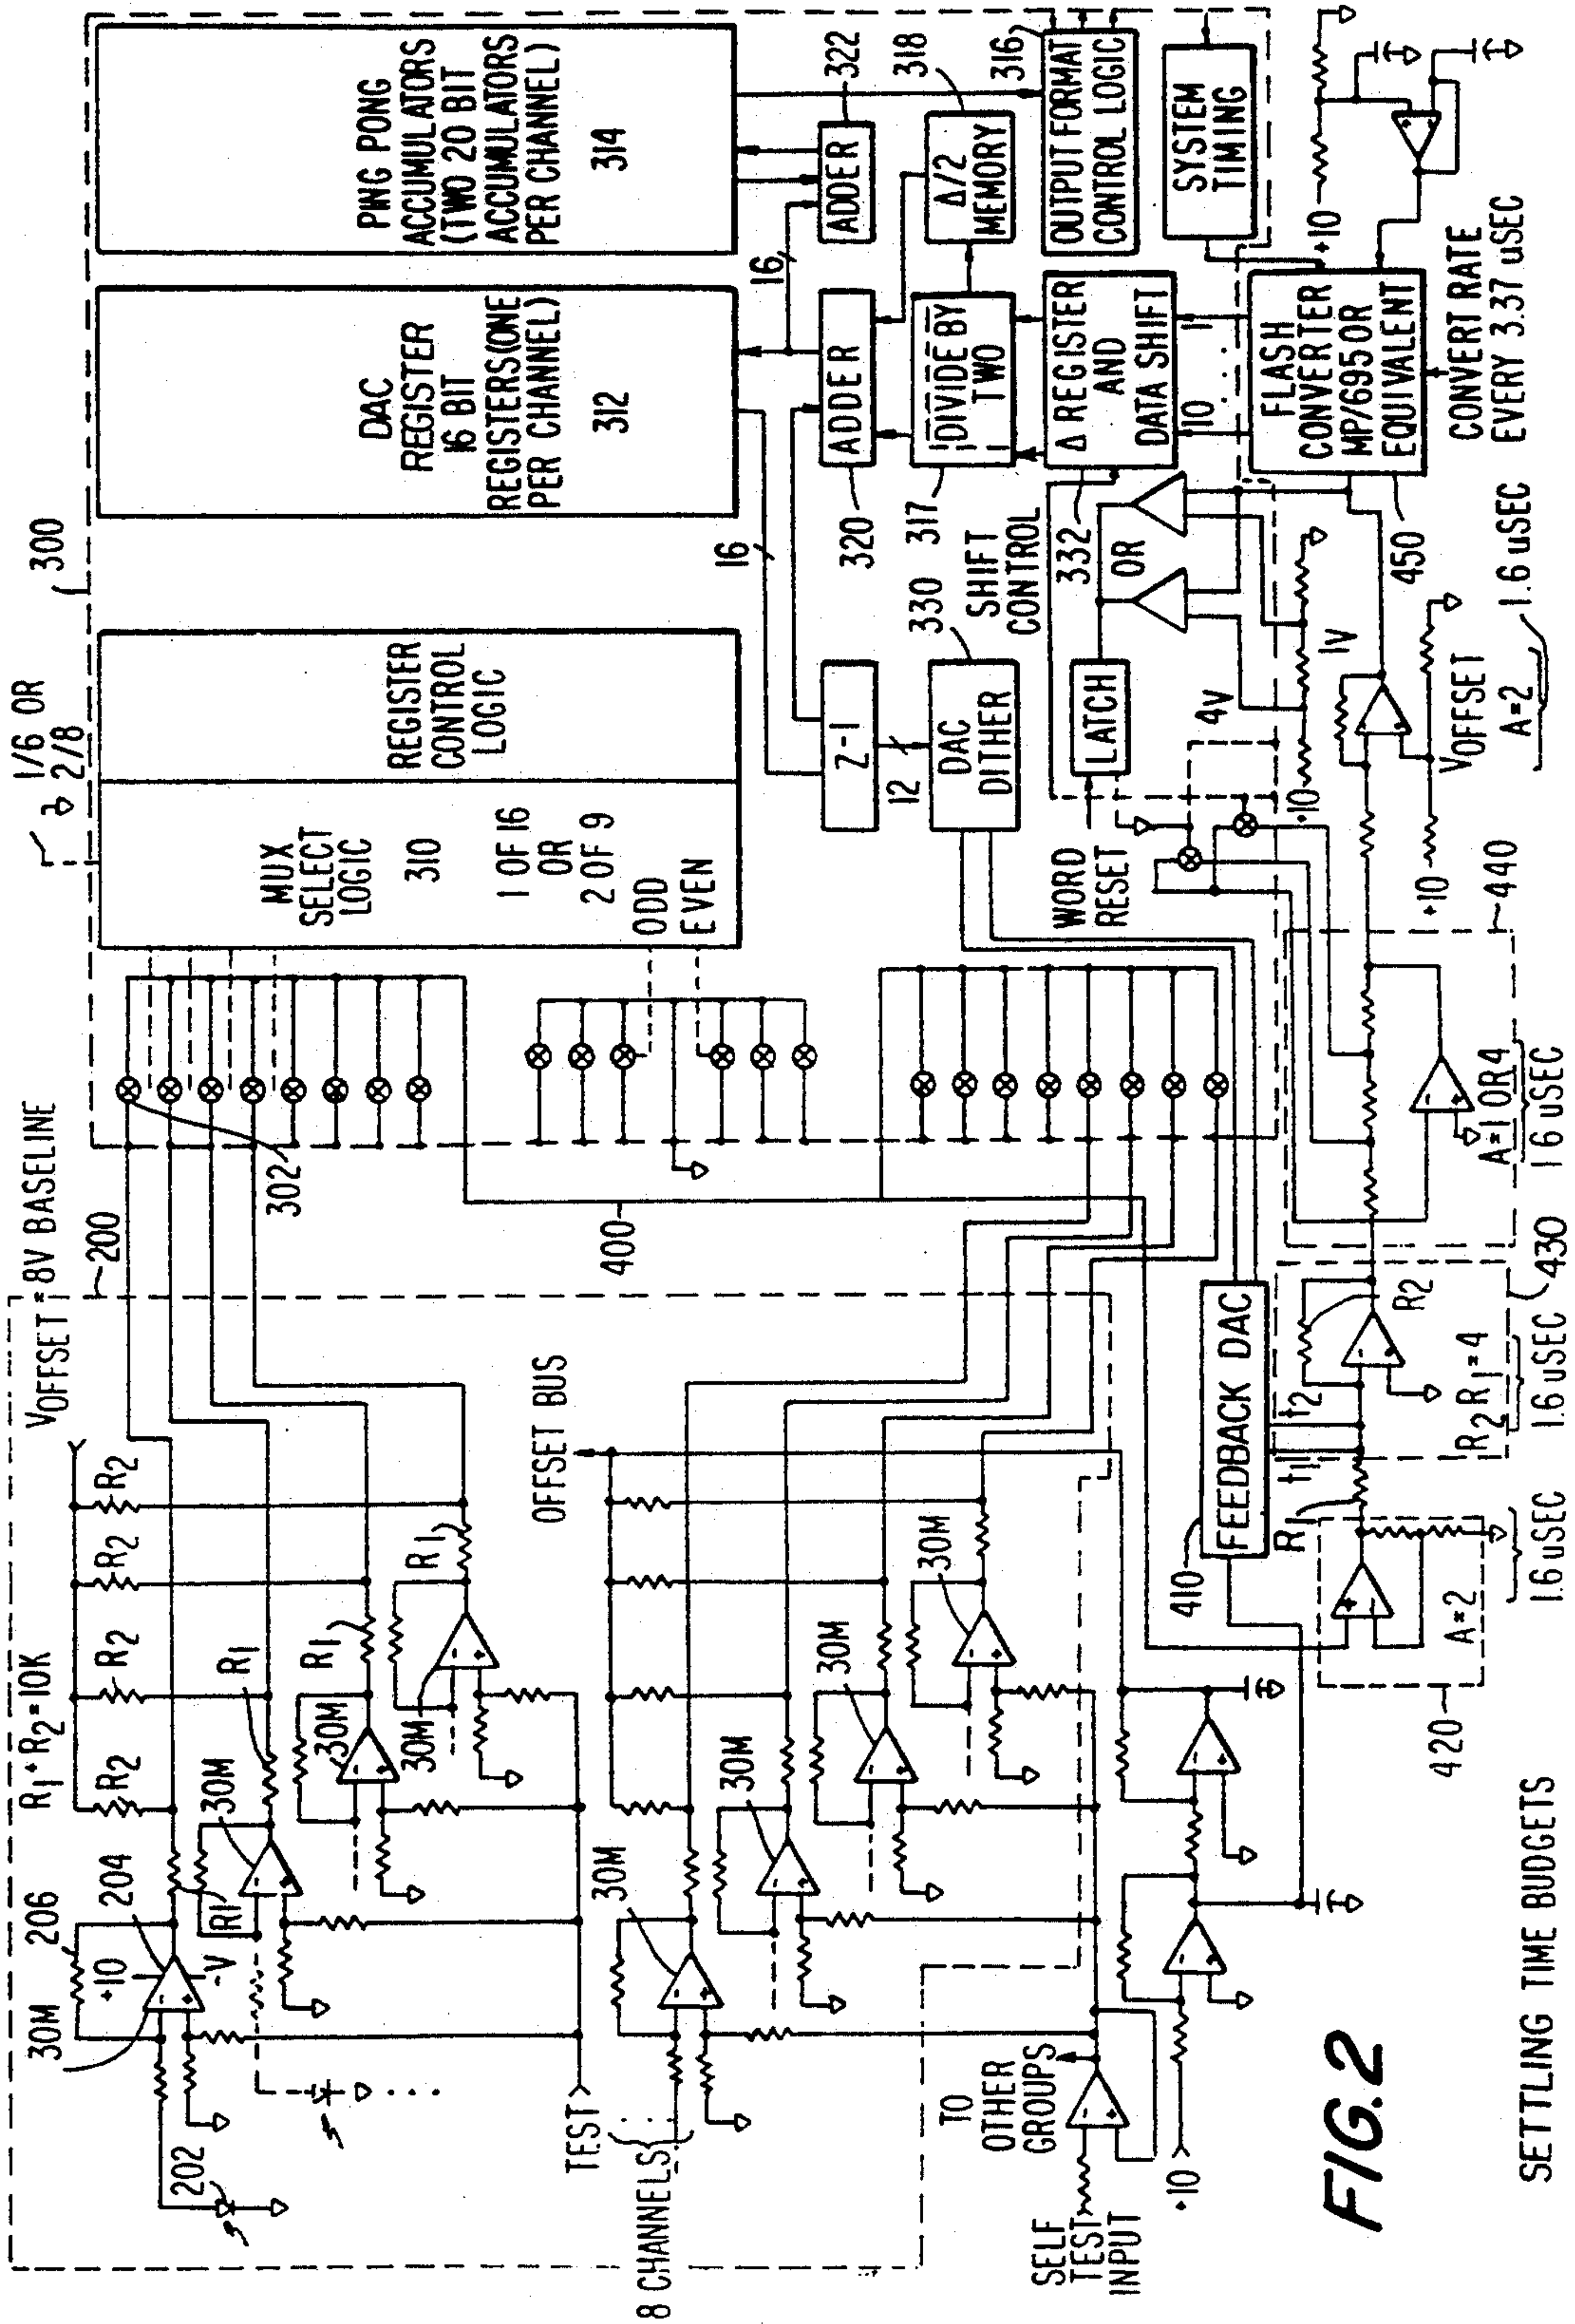 VOFFSET = 8V BASELINE
R1 + R2 = 10K
200
1/6 OR
2/8
300
30M
206
204
+10
-V
R2
R2
R2
R2
R1
30M
R1
30M
R1
30M
R1
202
TEST
8 CHANNELS
30M
30M
30M
30M
OFFSET BUS
302
400
MUX
SELECT
LOGIC
310
1 OF 16
OR
2 OF 9
ODD
EVEN
REGISTER
CONTROL
LOGIC
DAC
REGISTER
16 BIT
REGISTERS(ONE
PER CHANNEL)
312
PING PONG
ACCUMULATORS
(TWO 20 BIT
ACCUMULATORS
PER CHANNEL)
314
16
16
Z-1
12
ADDER
320
ADDER
322
DAC
DITHER
330
DIVIDE BY
TWO
317
Δ/2
MEMORY
318
SHIFT
CONTROL
332
Δ REGISTER
AND
DATA SHIFT
OUTPUT FORMAT
CONTROL LOGIC
316
WORD
RESET
LATCH
OR
4V
1V
+10
10
. . .
1
SYSTEM
TIMING
FLASH
CONVERTER
MP/6950R
EQUIVALENT
450
CONVERT RATE
EVERY 3.37 uSEC
+10
SELF
TEST
INPUT
TO
OTHER
GROUPS
+10
410
FEEDBACK DAC
420
A=2
1.6 uSEC
R1
t1
t2
R2
R2 R1 = 4
1.6 uSEC
430
A=1 OR 4
1.6 uSEC
440
+10
VOFFSET
A=2
1.6 uSEC
FIG.2
SETTLING TIME BUDGETS